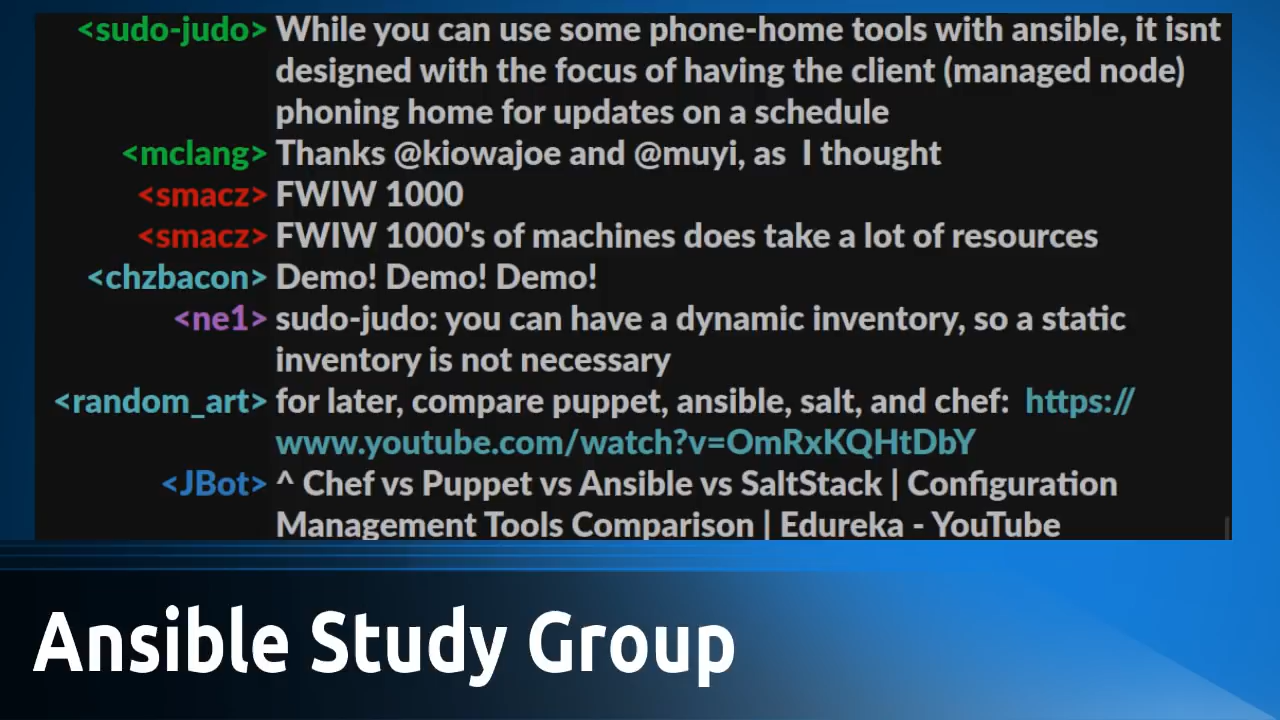 <sudo-judo> While you can use some phone-home tools with ansible, it isnt
designed with the focus of having the client (managed node)
phoning home for updates on a schedule
<mclang> Thanks @kiowajoe and @muyi, as  I thought
<smacz> FWIW 1000
<smacz> FWIW 1000's of machines does take a lot of resources
<chzbacon> Demo! Demo! Demo!
<ne1> sudo-judo: you can have a dynamic inventory, so a static
inventory is not necessary
<random_art> for later, compare puppet, ansible, salt, and chef:  https://
www.youtube.com/watch?v=OmRxKQHtDbY
<JBot> ^ Chef vs Puppet vs Ansible vs SaltStack | Configuration
Management Tools Comparison | Edureka - YouTube
Ansible Study Group